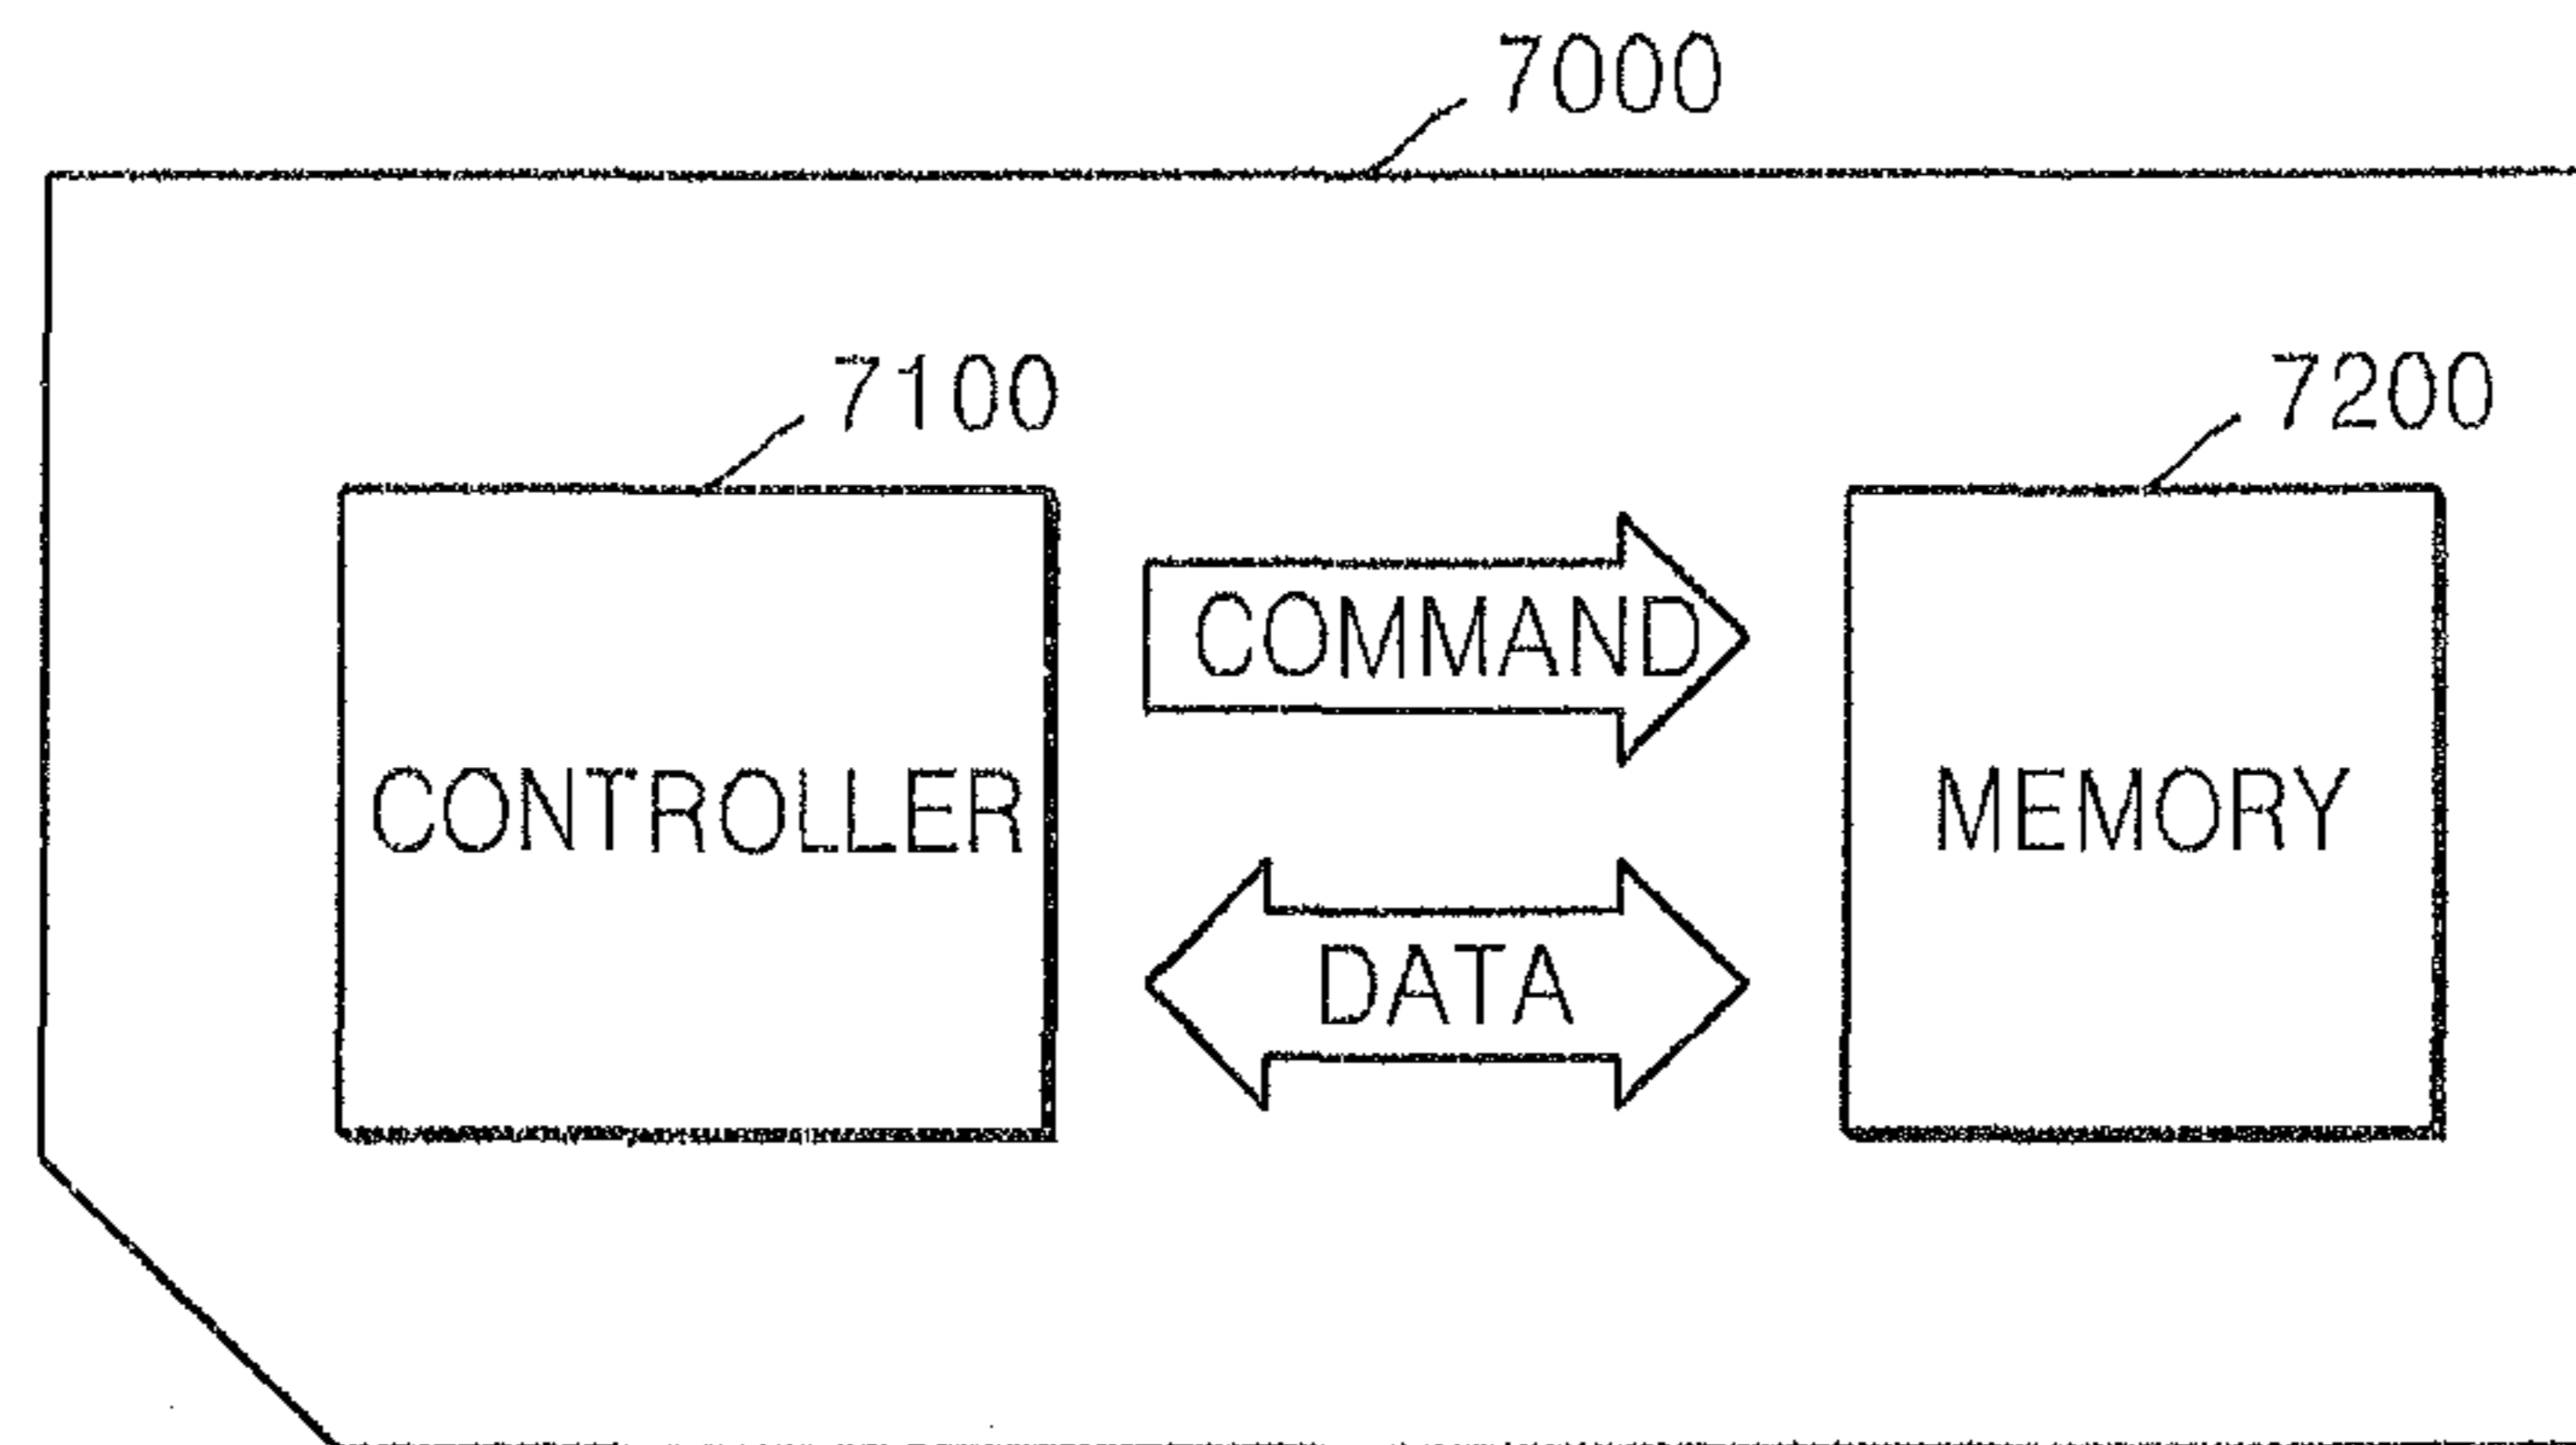 7000
7100
7200
COMMAND
CONTROLLER
MEMORY
DATA